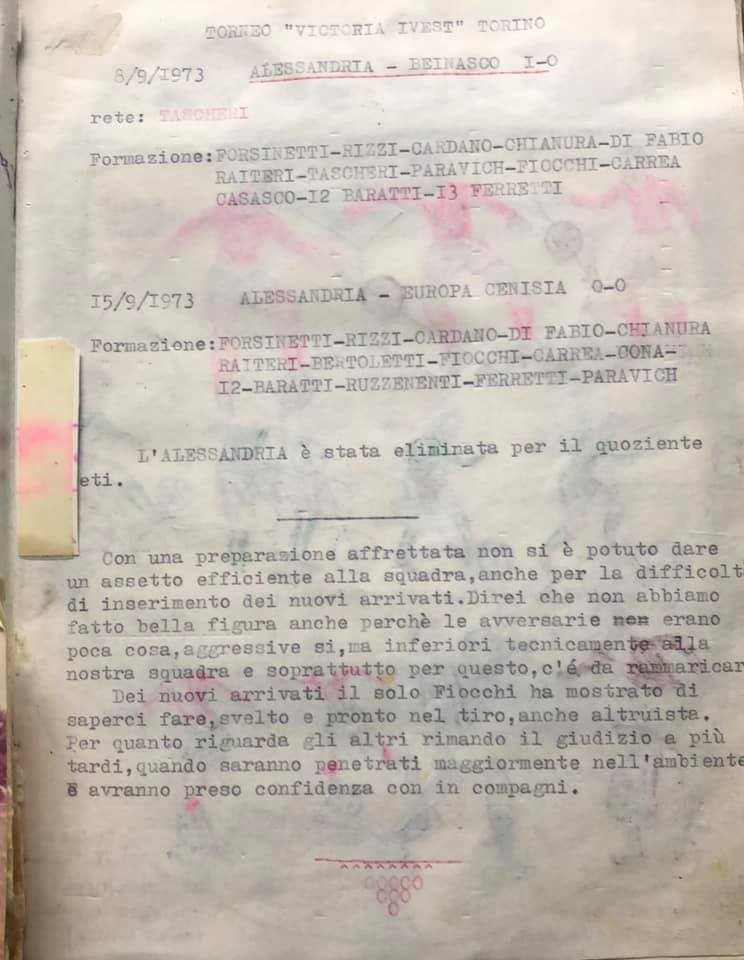 TORNEO "VICTORIA IVEST" TORINO
8/9/1973 ALESSANDRIA - BEINASCO I-O
rete: TASCHERI
Formazione:FORSINETTI-RIZZI-CARDANO-CHIANURA-DI FABIO
RAITERI-TASCHERI-PARAVICH-FIOCCHI-CARREA
CASASCO-I2 BARATTI-I3 FERRETTI
I5/9/I973 ALESSANDRIA - EUROPA CENISIA O-O
Formazione:FORSINETTI-RIZZI-CARDANO-DI FABIO-CHIANURA
RAITERI-BERTOLETTI-FIOCCHI-CARREA-CONA-
I2-BARATTI-RUZZENENTI-FERRETTI-PARAVICH
L'ALESSANDRIA è stata eliminata per il quoziente
eti.
Con una preparazione affrettata non si è potuto dare
un assetto efficiente alla squadra,anche per la difficolt
di inserimento dei nuovi arrivati.Direi che non abbiamo
fatto bella figura anche perchè le avversarie non erano
poca cosa,aggressive si,ma inferiori tecnicamente alla
nostra squadra e soprattutto per questo,c'é da rammaricar
Dei nuovi arrivati il solo Fiocchi ha mostrato di
saperci fare,svelto e pronto nel tiro,anche altruista.
Per quanto riguarda gli altri rimando il giudizio a più
tardi,quando saranno penetrati maggiormente nell'ambiente
e avranno preso confidenza con in compagni.